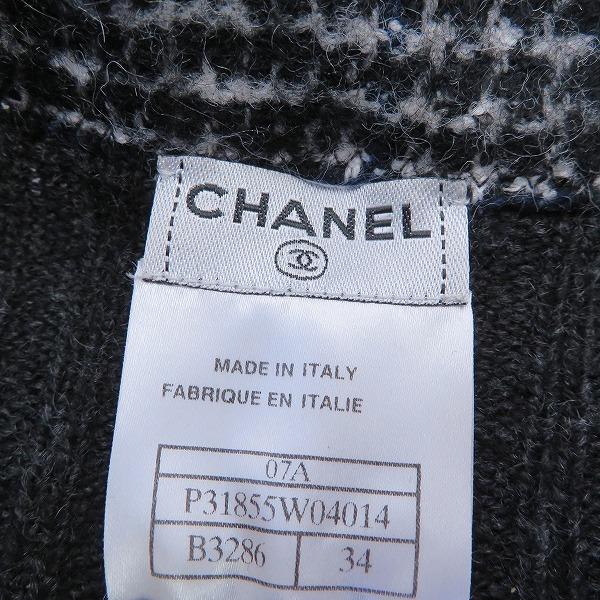 CHANEL
MADE IN ITALY
FABRIQUE EN ITALIE
07A
P31855W04014
B3286 34